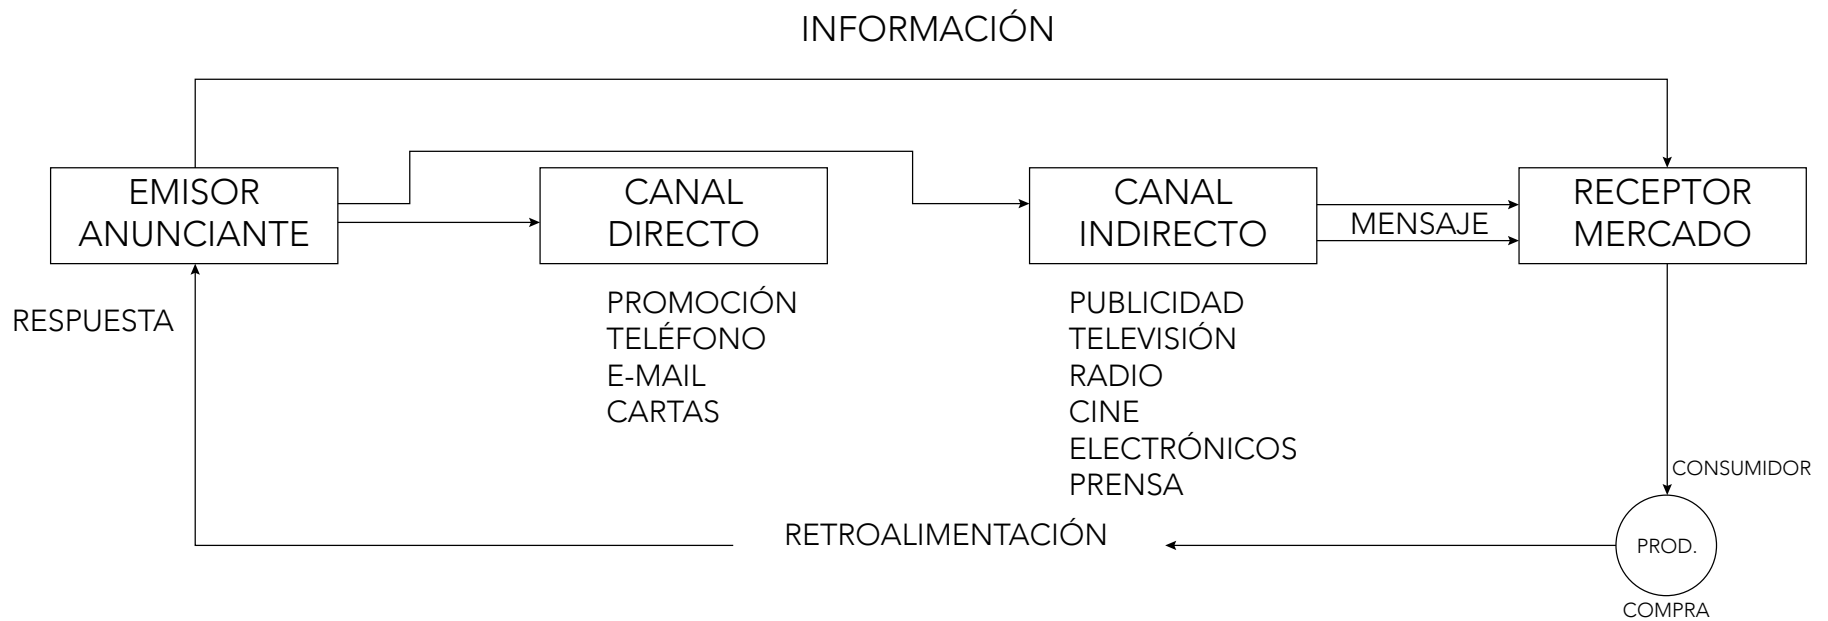 INFORMACIÓN
EMISOR
ANUNCIANTE
CANAL
DIRECTO
CANAL
INDIRECTO
MENSAJE
RECEPTOR
MERCADO
RESPUESTA
PROMOCIÓN
TELÉFONO
E-MAIL
CARTAS
PUBLICIDAD
TELEVISIÓN
RADIO
CINE
ELECTRÓNICOS
PRENSA
CONSUMIDOR
RETROALIMENTACIÓN
PROD.
COMPRA